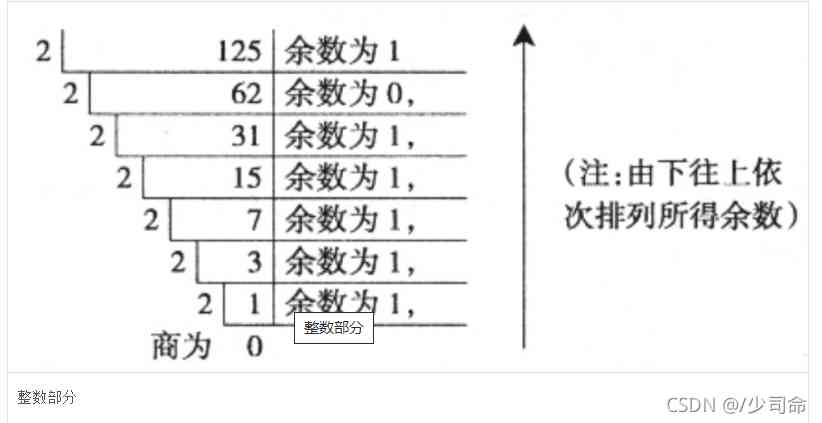 2 125 余数为 1
2 62 余数为 0,
2 31 余数为 1,
2 15 余数为 1,
2 7 余数为 1,
2 3 余数为 1,
2 1 余数为 1,
商为 0
(注:由下往上依
次排列所得余数)
整数部分
整数部分
CSDN @/少司命